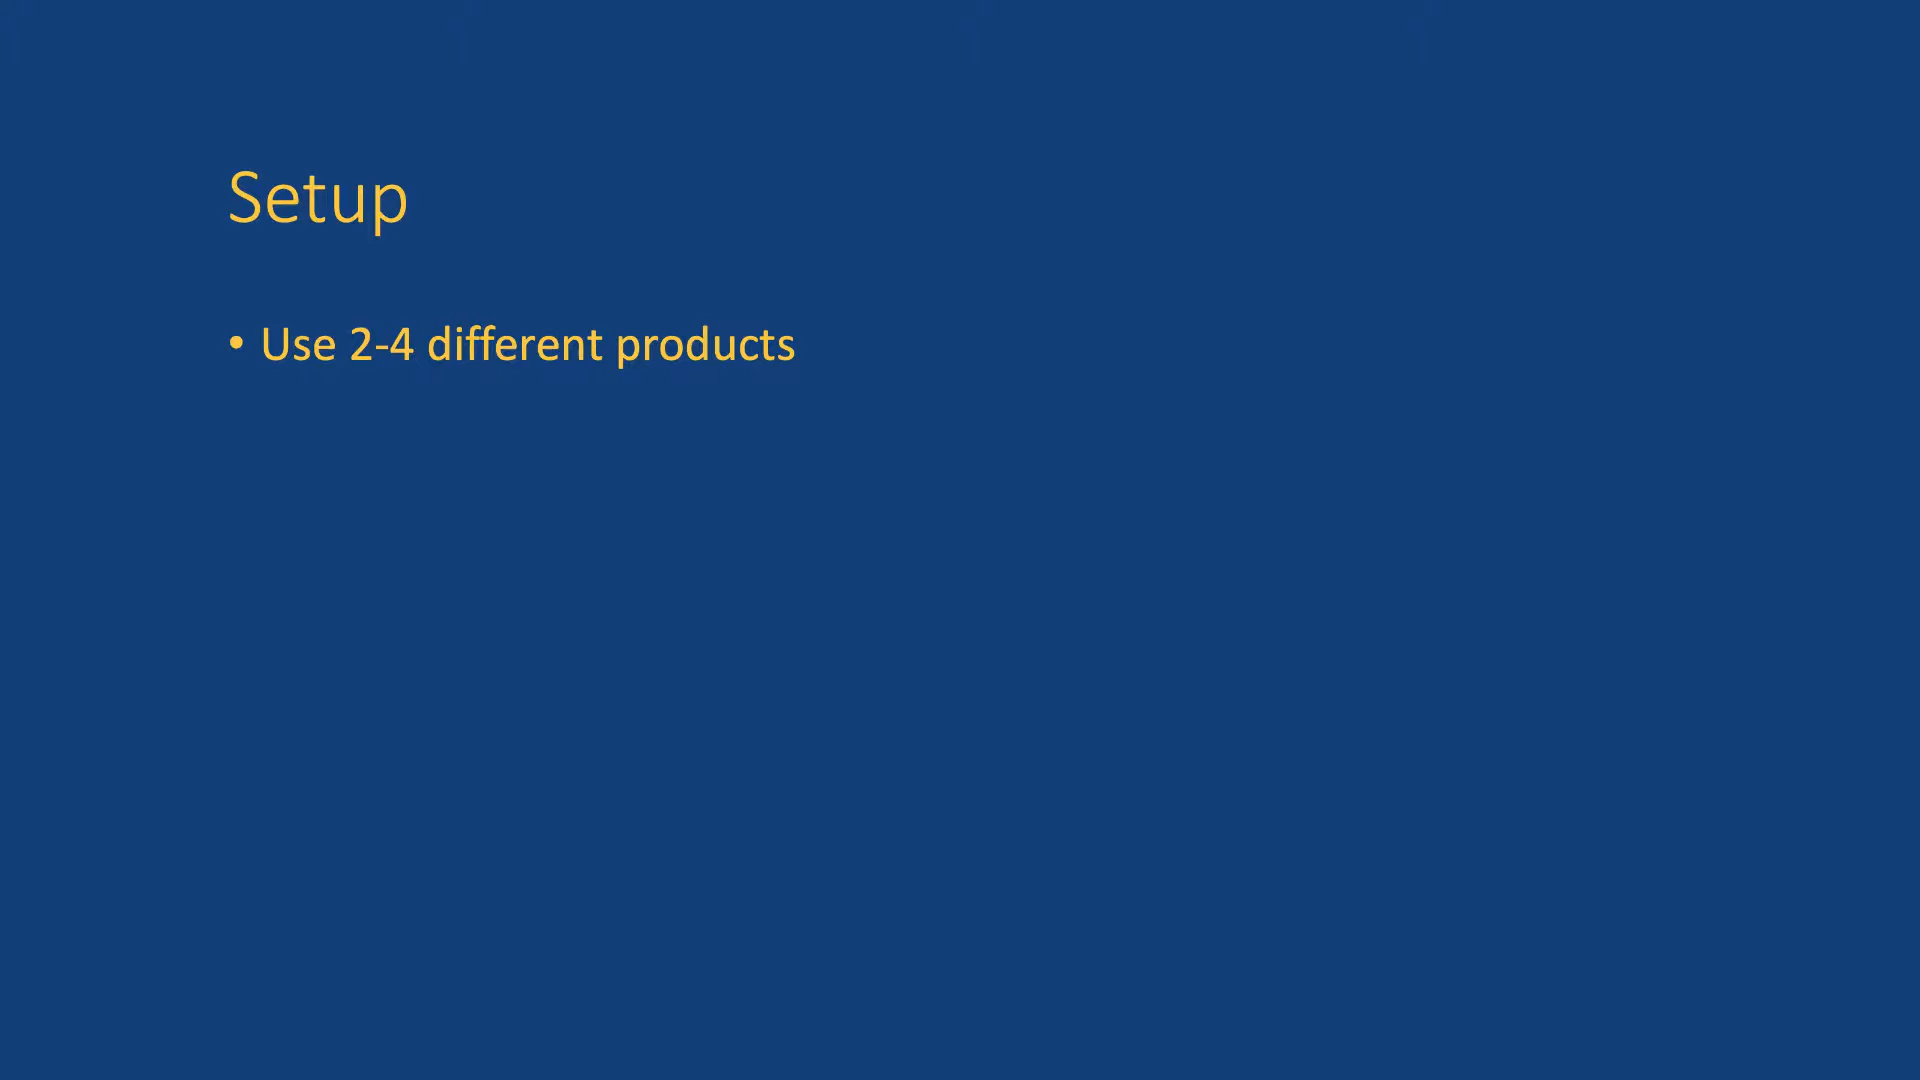 Setup
• Use 2-4 different products